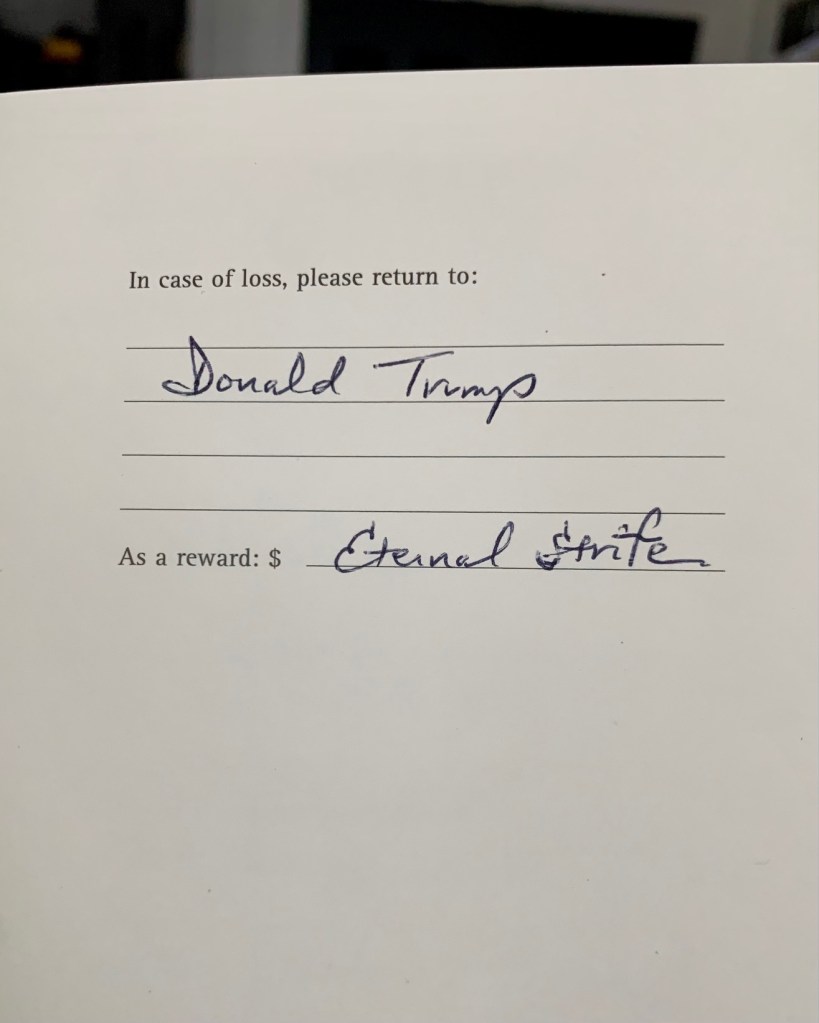 In case of loss, please return to:
Donald Trump
As a reward: $ Eternal Strife